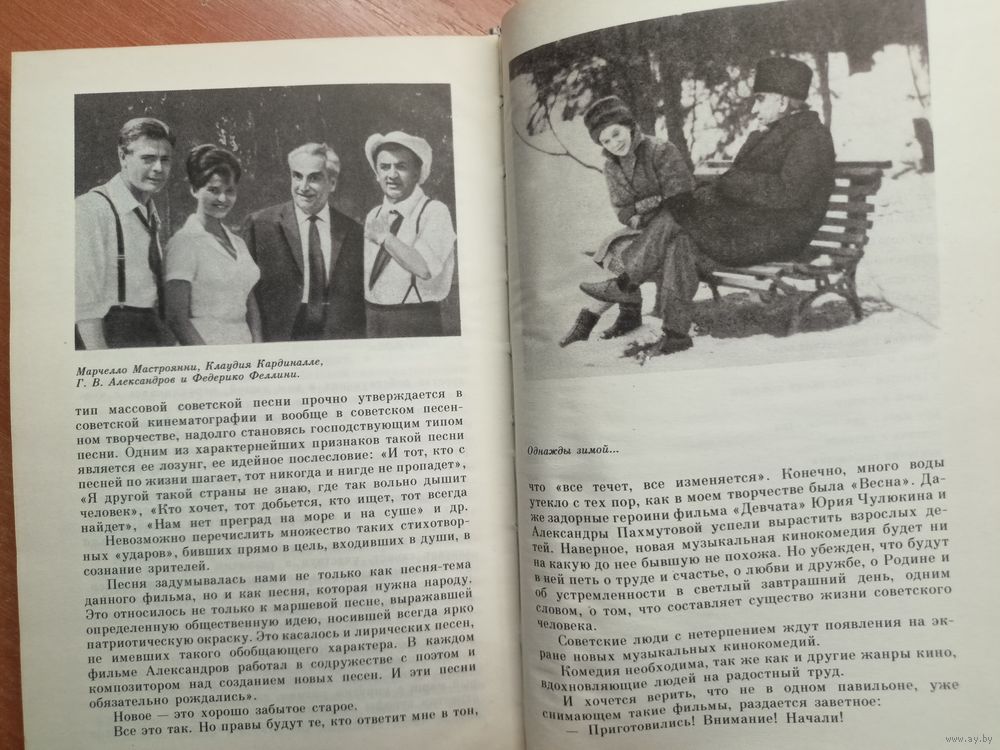 Марчелло Мастроянни, Клаудия Кардиналле,
Г. В. Александров и Федерико Феллини.
тип массовой советской песни прочно утверждается в
советской кинематографии и вообще в советском песен-
ном творчестве, надолго становясь господствующим типом
песни. Одним из характернейших признаков такой песни
является ее лозунг, ее идейное послесловие: «И тот, кто с
песней по жизни шагает, тот никогда и нигде не пропадет»,
«Я другой такой страны не знаю, где так вольно дышит
человек», «Кто хочет, тот добьется, кто ищет, тот всегда
найдет», «Нам нет преград на море и на суше» и др.
Невозможно перечислить множество таких стихотвор-
ных «ударов», бивших прямо в цель, входивших в души, в
сознание зрителей.
Песня задумывалась нами не только как песня-тема
данного фильма, но и как песня, которая нужна народу.
Это относилось не только к маршевой песне, выражавшей
определенную общественную идею, носившей всегда ярко
патриотическую окраску. Это касалось и лирических песен,
не имевших такого обобщающего характера. В каждом
фильме Александров работал в содружестве с поэтом и
композитором над созданием новых песен. И эти песни
обязательно рождались».
Новое — это хорошо забытое старое.
Все это так. Но правы будут те, кто ответит мне в тон,
Однажды зимой...
что «все течет, все изменяется». Конечно, много воды
утекло с тех пор, как в моем творчестве была «Весна». Да-
же задорные героини фильма «Девчата» Юрия Чулюкина и
Александры Пахмутовой успели вырастить взрослых де-
тей. Наверное, новая музыкальная кинокомедия будет ни
на какую до нее бывшую не похожа. Но убежден, что будут
в ней петь о труде и счастье, о любви и дружбе, о Родине и
об устремленности в светлый завтрашний день, одним
словом, о том, что составляет существо жизни советского
человека.
Советские люди с нетерпением ждут появления на эк-
ране новых музыкальных кинокомедий.
Комедия необходима, так же как и другие жанры кино,
вдохновляющие людей на радостный труд.
И хочется верить, что не в одном павильоне, уже
снимающем такие фильмы, раздается заветное:
— Приготовились! Внимание! Начали!
www.ay.by